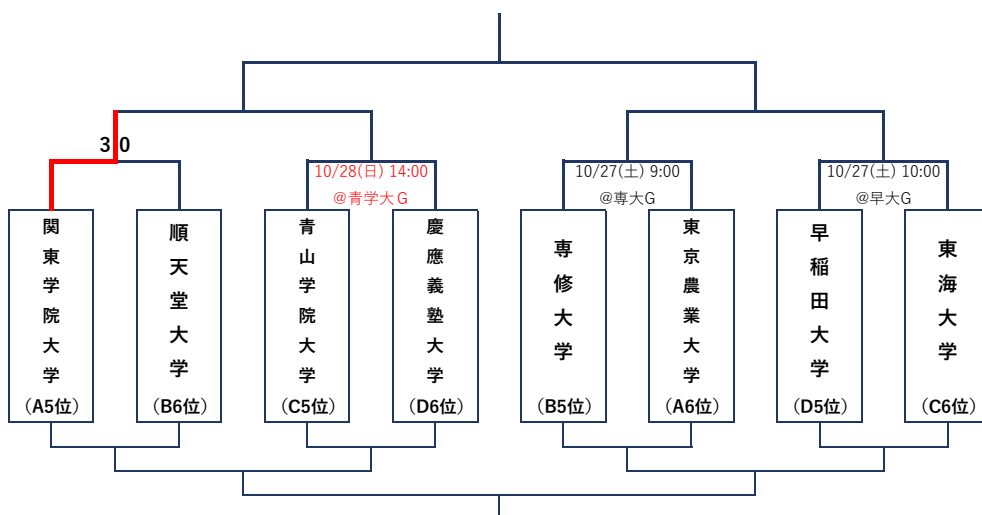 3 0
10/28(日) 14:00
@青学大G
10/27(土) 9:00
@専大G
10/27(土) 10:00
@早大G
関東学院大学
(A5位)
順天堂大学
(B6位)
青山学院大学
(C5位)
慶應義塾大学
(D6位)
専修大学
(B5位)
東京農業大学
(A6位)
早稲田大学
(D5位)
東海大学
(C6位)